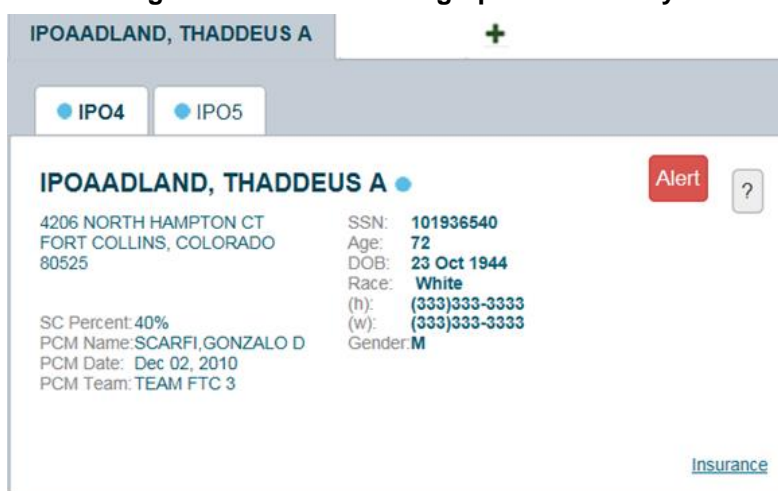 IPOAADLAND, THADDEUS A
IPO4 IPO5
IPOAADLAND, THADDEUS A
Alert
?
4206 NORTH HAMPTON CT
FORT COLLINS, COLORADO
80525
SSN: 101936540
Age: 72
DOB: 23 Oct 1944
Race: White
(h): (333)333-3333
(w): (333)333-3333
Gender:M
SC Percent:40%
PCM Name:SCARFI,GONZALO D
PCM Date: Dec 02, 2010
PCM Team:TEAM FTC 3
Insurance